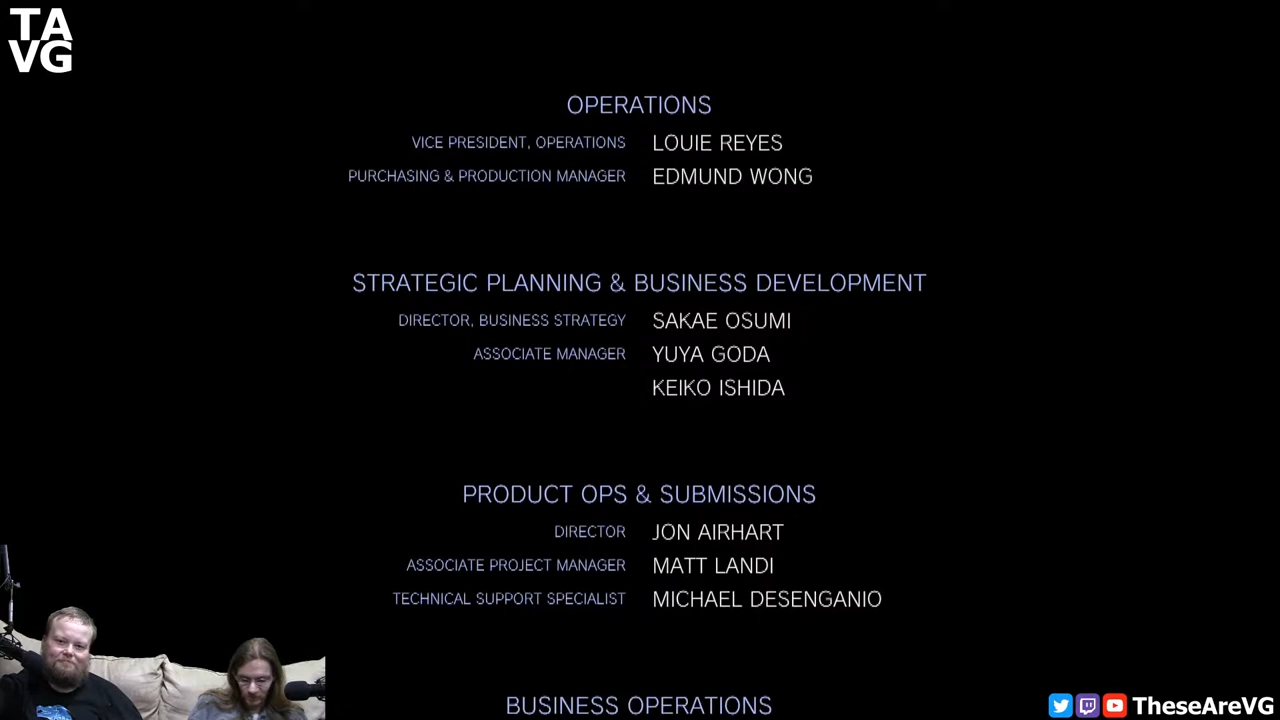 TA
VG
OPERATIONS
VICE PRESIDENT, OPERATIONS LOUIE REYES
PURCHASING & PRODUCTION MANAGER EDMUND WONG
STRATEGIC PLANNING & BUSINESS DEVELOPMENT
DIRECTOR, BUSINESS STRATEGY SAKAE OSUMI
ASSOCIATE MANAGER YUYA GODA
KEIKO ISHIDA
PRODUCT OPS & SUBMISSIONS
DIRECTOR JON AIRHART
ASSOCIATE PROJECT MANAGER MATT LANDI
TECHNICAL SUPPORT SPECIALIST MICHAEL DESENGANIO
BUSINESS OPERATIONS
TheseAreVG